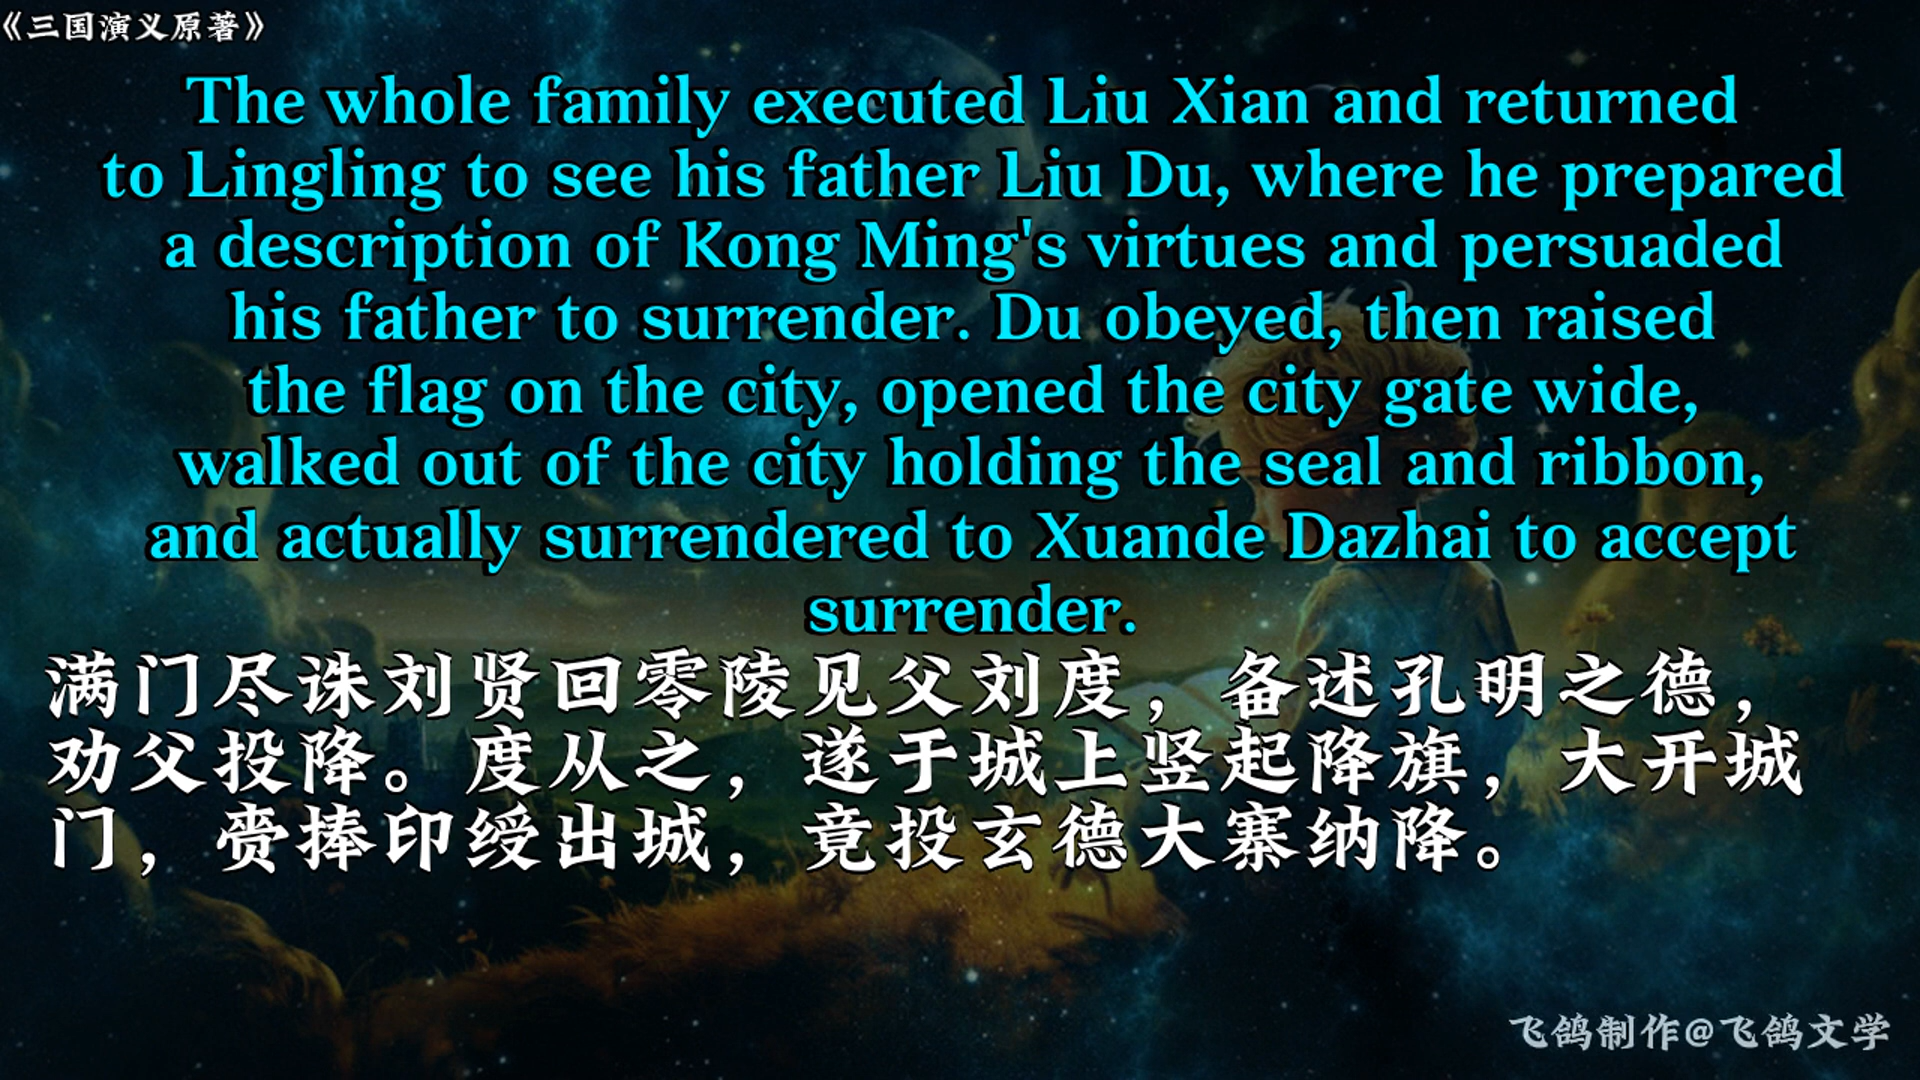 《三国演义原著》
The whole family executed Liu Xian and returned
to Lingling to see his father Liu Du, where he prepared
a description of Kong Ming's virtues and persuaded
his father to surrender. Du obeyed, then raised
the flag on the city, opened the city gate wide,
walked out of the city holding the seal and ribbon,
and actually surrendered to Xuande Dazhai to accept
surrender.
满门尽诛刘贤回零陵见父刘度，备述孔明之德，
劝父投降。度从之，遂于城上竖起降旗，大开城
门，赍捧印绶出城，竟投玄德大寨纳降。
飞鸽制作@飞鸽文学